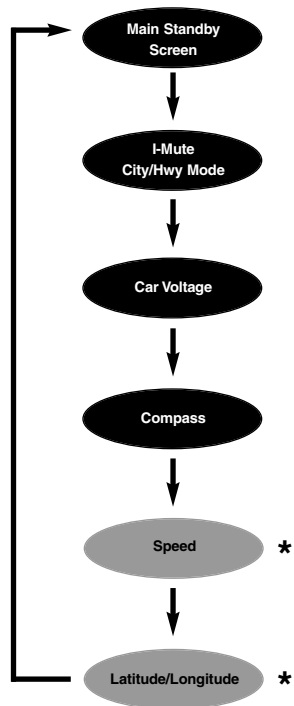 Main Standby
Screen
I-Mute
City/Hwy Mode
Car Voltage
Compass
Speed
*
Latitude/Longitude
*